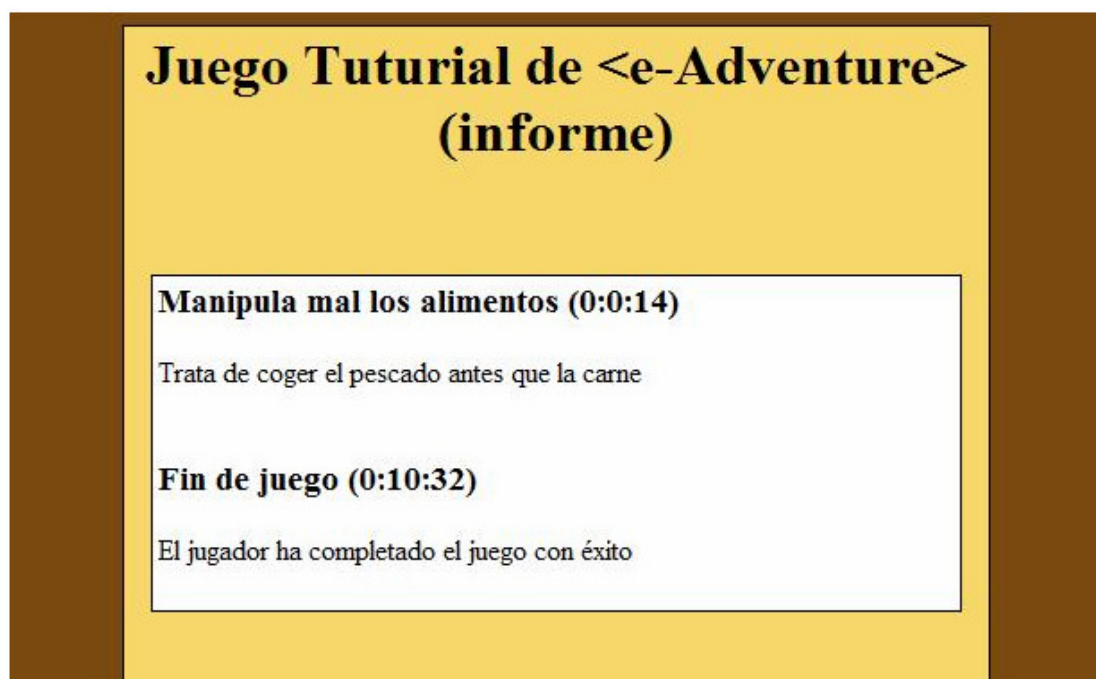 Juego Tuturial de <e-Adventure>
(informe)
Manipula mal los alimentos (0:0:14)
Trata de coger el pescado antes que la carne
Fin de juego (0:10:32)
El jugador ha completado el juego con éxito